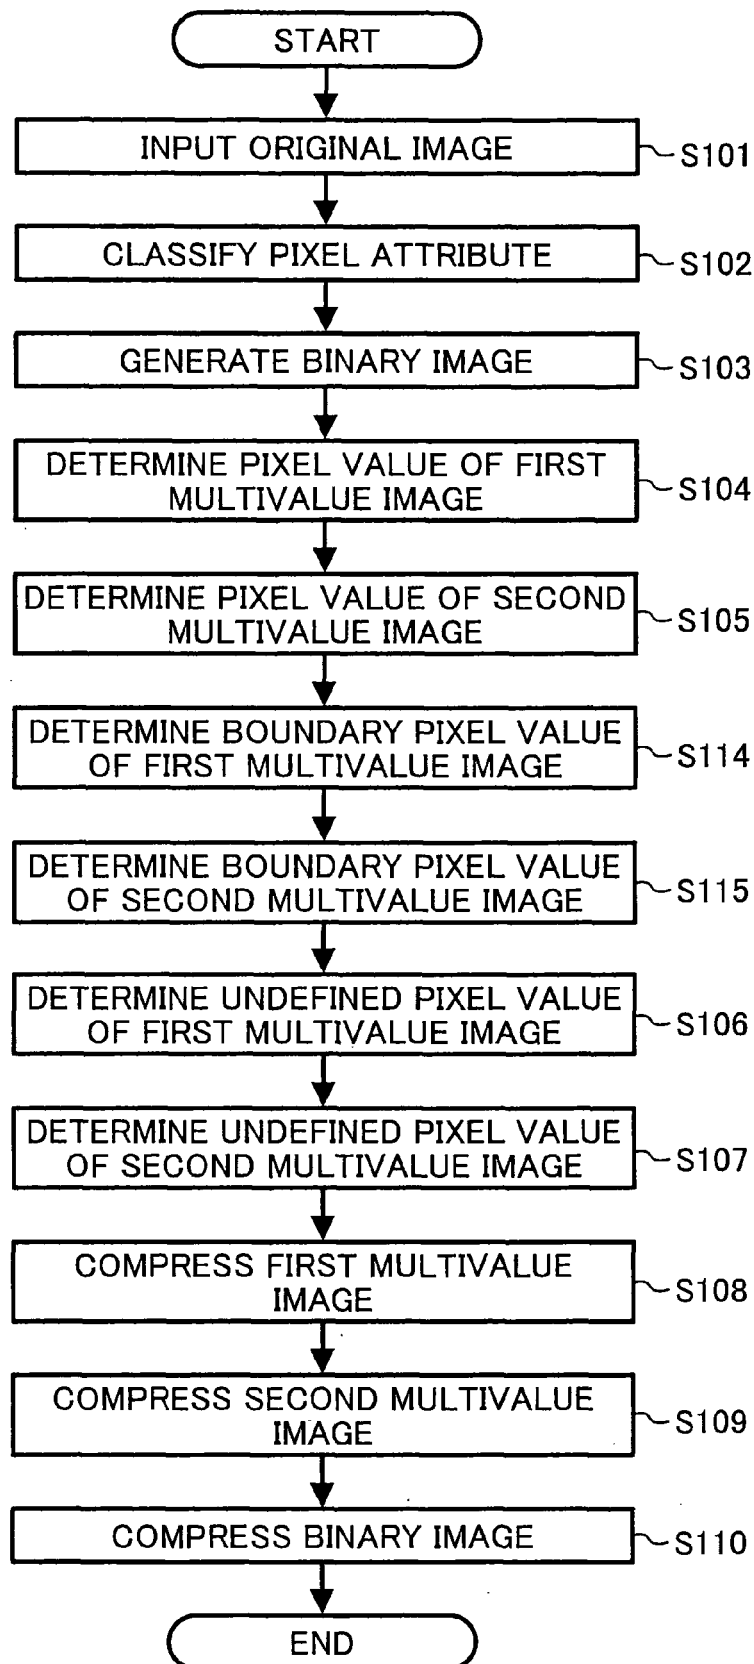 START
INPUT ORIGINAL IMAGE
S101
CLASSIFY PIXEL ATTRIBUTE
S102
GENERATE BINARY IMAGE
S103
DETERMINE PIXEL VALUE OF FIRST
MULTIVALUE IMAGE
S104
DETERMINE PIXEL VALUE OF SECOND
MULTIVALUE IMAGE
S105
DETERMINE BOUNDARY PIXEL VALUE
OF FIRST MULTIVALUE IMAGE
S114
DETERMINE BOUNDARY PIXEL VALUE
OF SECOND MULTIVALUE IMAGE
S115
DETERMINE UNDEFINED PIXEL VALUE
OF FIRST MULTIVALUE IMAGE
S106
DETERMINE UNDEFINED PIXEL VALUE
OF SECOND MULTIVALUE IMAGE
S107
COMPRESS FIRST MULTIVALUE
IMAGE
S108
COMPRESS SECOND MULTIVALUE
IMAGE
S109
COMPRESS BINARY IMAGE
S110
END